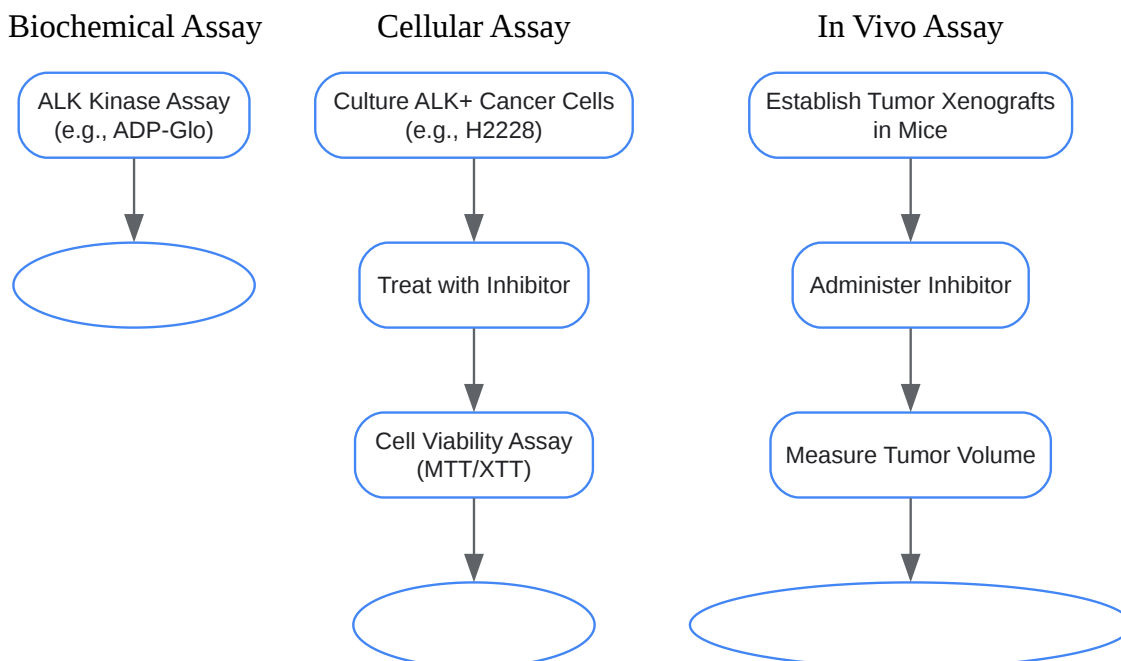 Biochemical Assay
Cellular Assay
In Vivo Assay
ALK Kinase Assay
(e.g., ADP-Glo)
Culture ALK+ Cancer Cells
(e.g., H2228)
Establish Tumor Xenografts
in Mice
Treat with Inhibitor
Administer Inhibitor
Cell Viability Assay
(MTT/XTT)
Measure Tumor Volume